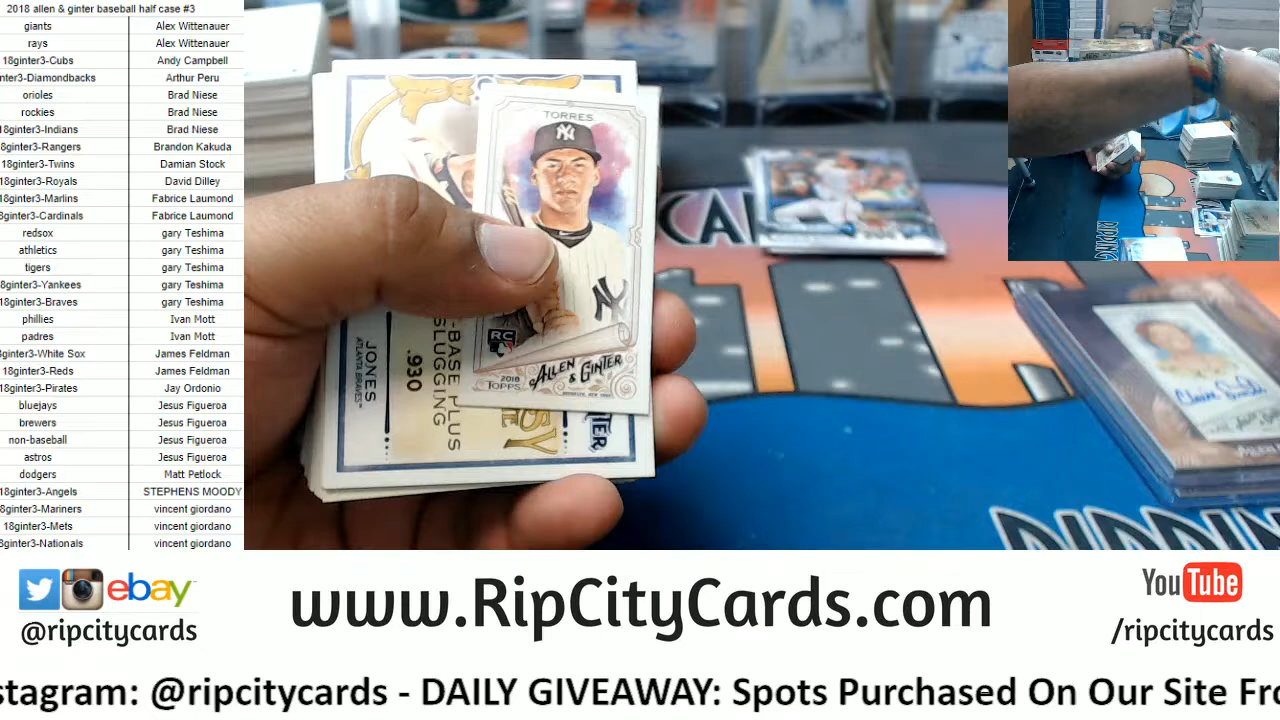 2018 allen & ginter baseball half case #3
giants Alex Wittenauer
rays Alex Wittenauer
18ginter3-Cubs Andy Campbell
nter3-Diamondbacks Arthur Peru
orioles Brad Niese
rockies Brad Niese
18ginter3-Indians Brad Niese
8ginter3-Rangers Brandon Kakuda
18ginter3-Twins Damian Stock
18ginter3-Royals David Dilley
18ginter3-Marlins Fabrice Laumond
8ginter3-Cardinals Fabrice Laumond
redsox gary Teshima
athletics gary Teshima
tigers gary Teshima
8ginter3-Yankees gary Teshima
18ginter3-Braves gary Teshima
phillies Ivan Mott
padres Ivan Mott
ginter3-White Sox James Feldman
18ginter3-Reds James Feldman
18ginter3-Pirates Jay Ordonio
bluejays Jesus Figueroa
brewers Jesus Figueroa
non-baseball Jesus Figueroa
astros Jesus Figueroa
dodgers Matt Petlock
18ginter3-Angels STEPHENS MOODY
8ginter3-Mariners vincent giordano
18ginter3-Mets vincent giordano
ginter3-Nationals vincent giordano
TORRES
NY
RC
2018
TOPPS
ALLEN
& GINTER
JONES
ATLANTA BRAVES
.930
-BASE PLUS
SLUGGING
RIPPIN
ebay
@ripcitycards
www.RipCityCards.com
YouTube
/ripcitycards
stagram: @ripcitycards - DAILY GIVEAWAY: Spots Purchased On Our Site Fro